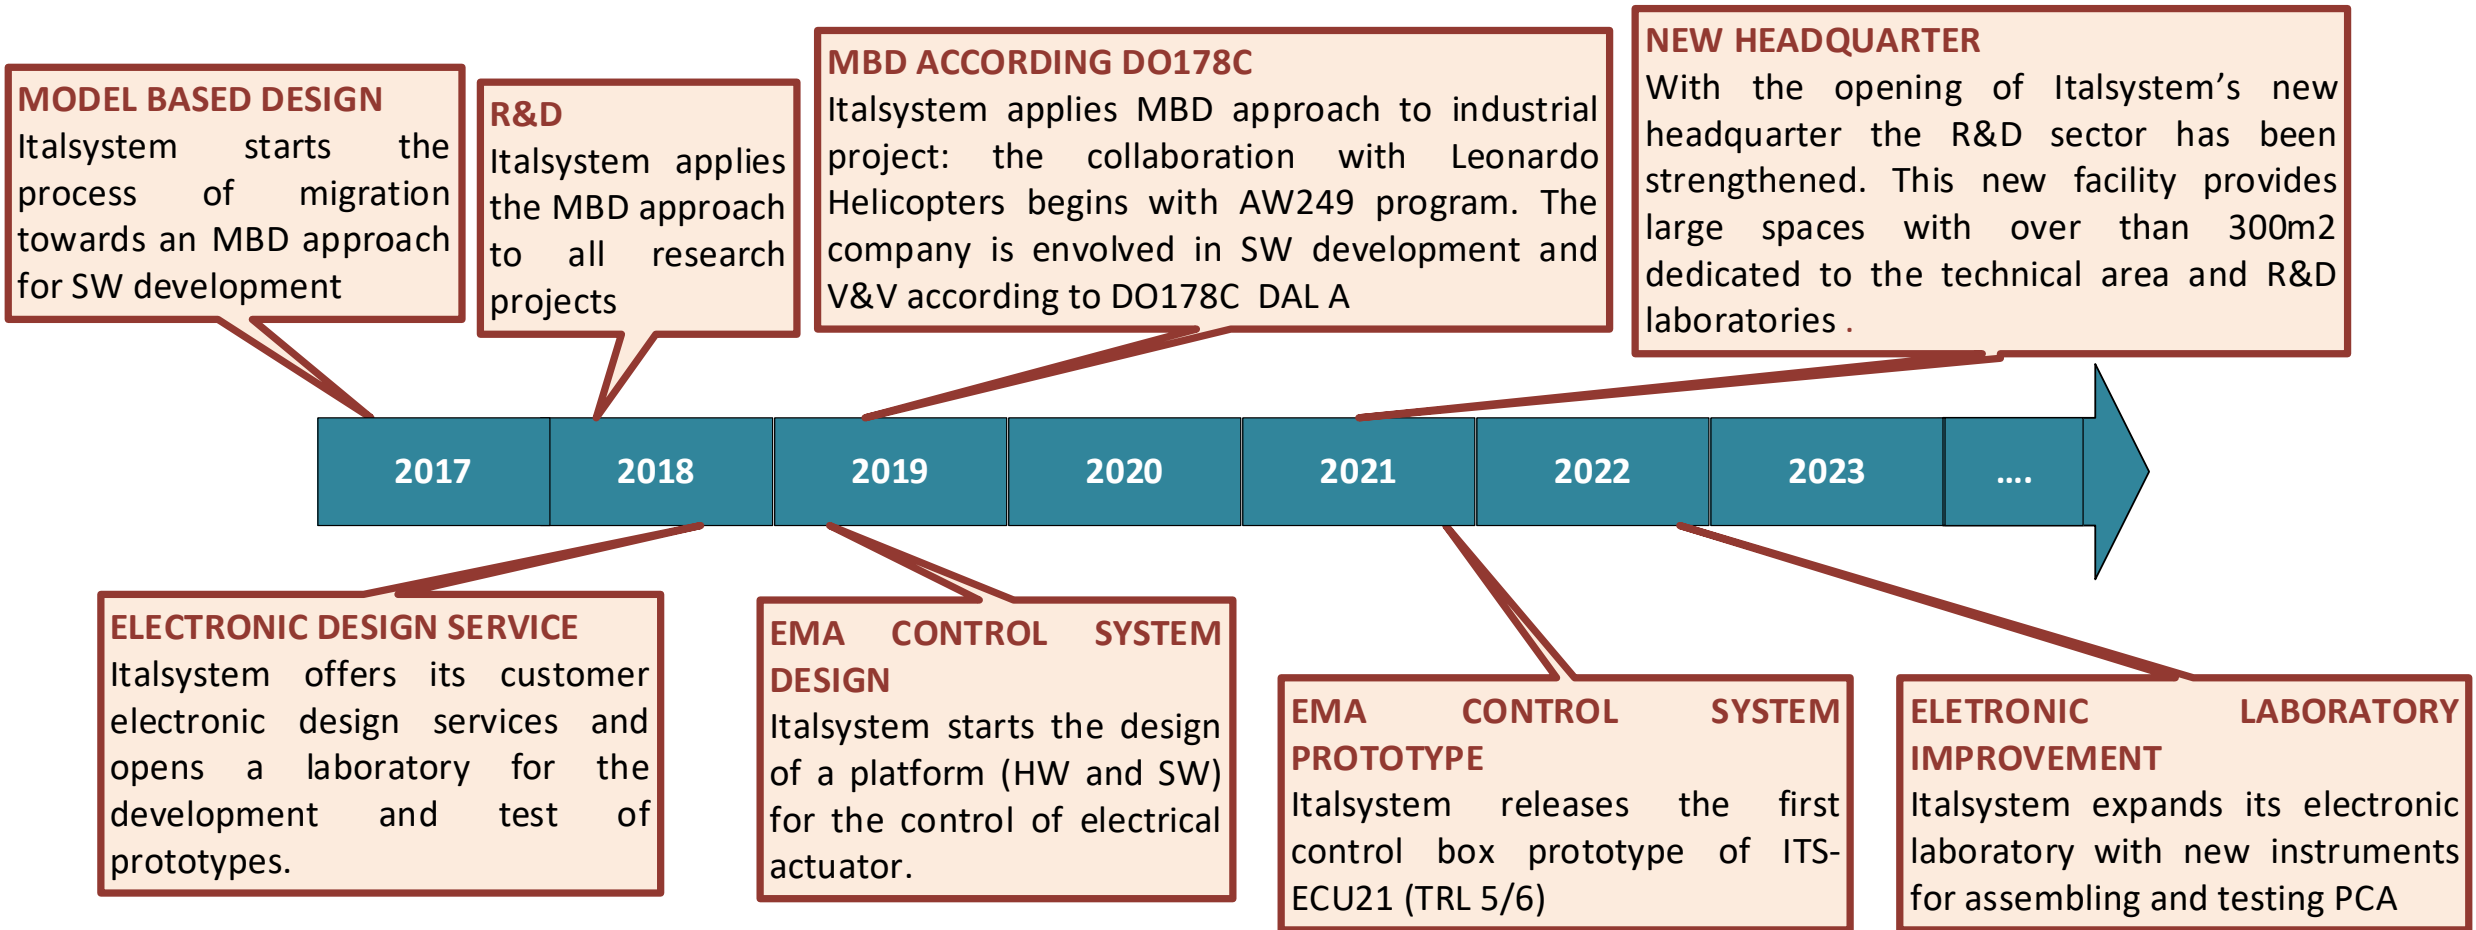 MODEL BASED DESIGN
Italsystem starts the
process of migration
towards an MBD approach
for SW development
R&D
Italsystem applies
the MBD approach
to all research
projects
MBD ACCORDING DO178C
Italsystem applies MBD approach to industrial
project: the collaboration with Leonardo
Helicopters begins with AW249 program. The
company is envolved in SW development and
V&V according to DO178C DAL A
NEW HEADQUARTER
With the opening of Italsystem’s new
headquarter the R&D sector has been
strengthened. This new facility provides
large spaces with over than 300m2
dedicated to the technical area and R&D
laboratories .
2017
2018
2019
2020
2021
2022
2023
....
ELECTRONIC DESIGN SERVICE
Italsystem offers its customer
electronic design services and
opens a laboratory for the
development and test of
prototypes.
EMA CONTROL SYSTEM
DESIGN
Italsystem starts the design
of a platform (HW and SW)
for the control of electrical
actuator.
EMA CONTROL SYSTEM
PROTOTYPE
Italsystem releases the first
control box prototype of ITS-
ECU21 (TRL 5/6)
ELETRONIC LABORATORY
IMPROVEMENT
Italsystem expands its electronic
laboratory with new instruments
for assembling and testing PCA